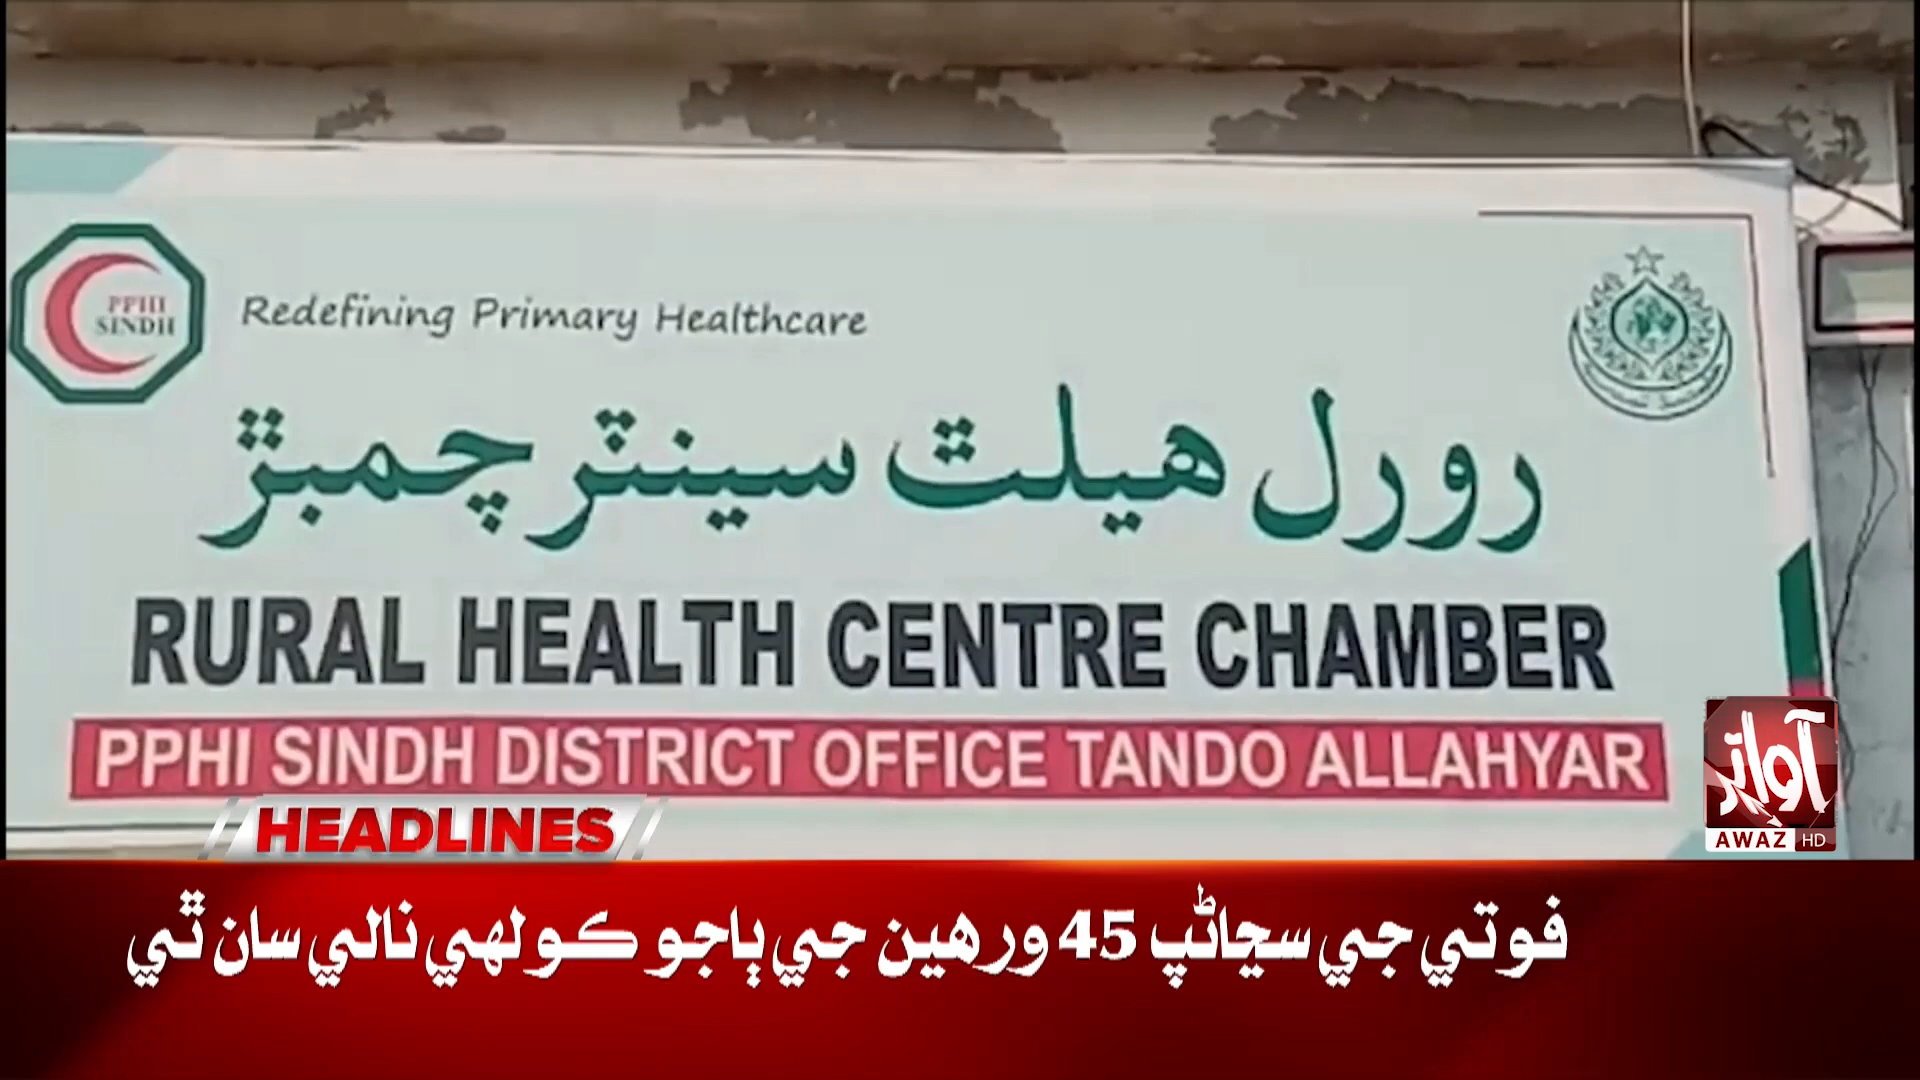 PPHI
SINDH
Redefining Primary Healthcare
رورل هيلٿ سينٽر چمبڙ
RURAL HEALTH CENTRE CHAMBER
PPHI SINDH DISTRICT OFFICE TANDO ALLAHYAR
آواز
AWAZ HD
HEADLINES
فوتي جي سڃاڻپ 45 ورهين جي ٻاجو ڪولهي نالي سان ٿي